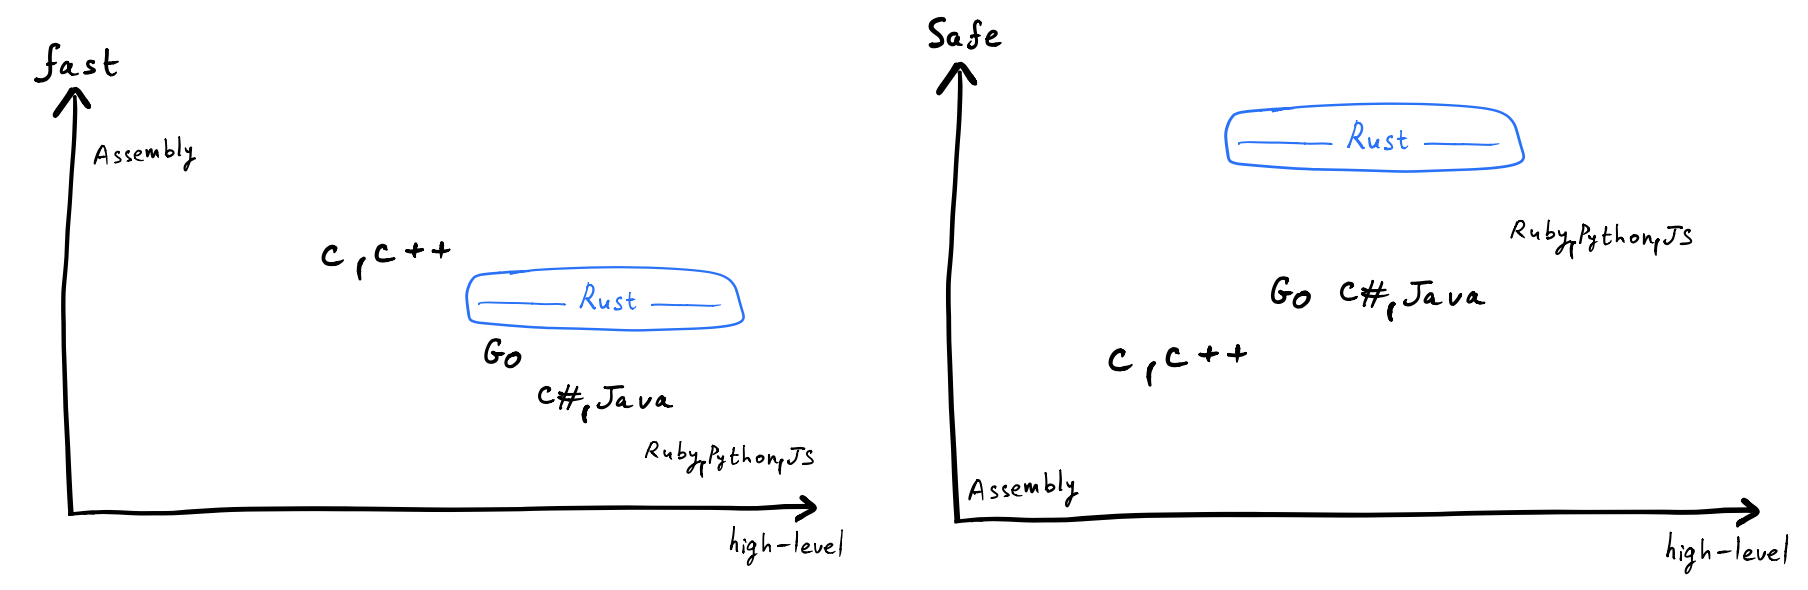 fast
Assembly
C, C++
Rust
Go
C#, Java
Ruby, Python, JS
high-level
Safe
Rust
Ruby, Python, JS
Go C#, Java
C, C++
Assembly
high-level